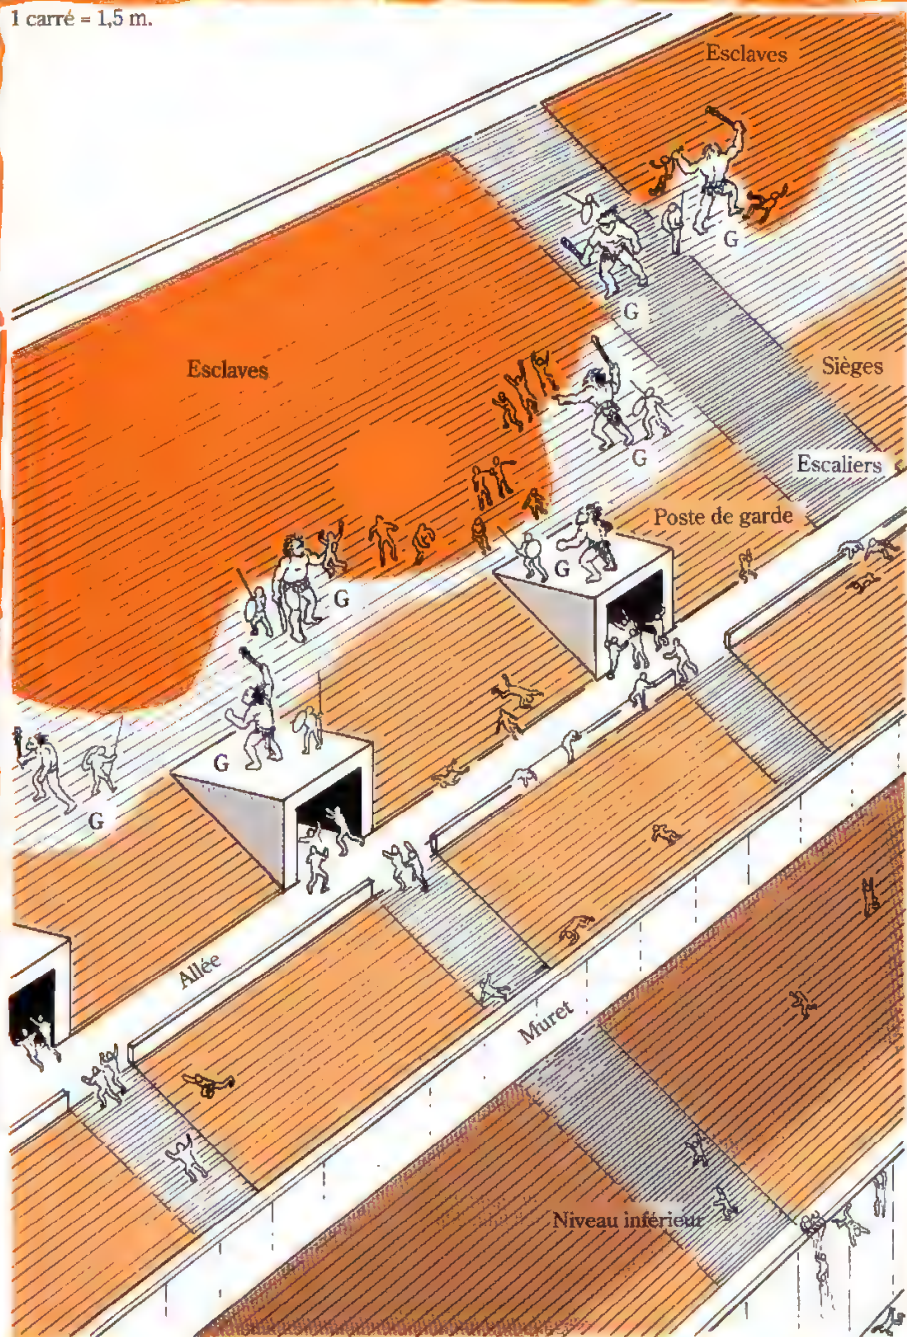 1 carré = 1,5 m.
Esclaves
G
G
Esclaves
Sièges
G
Escaliers
Poste de garde
G
G
G
G
Allée
Muret
Niveau inférieur